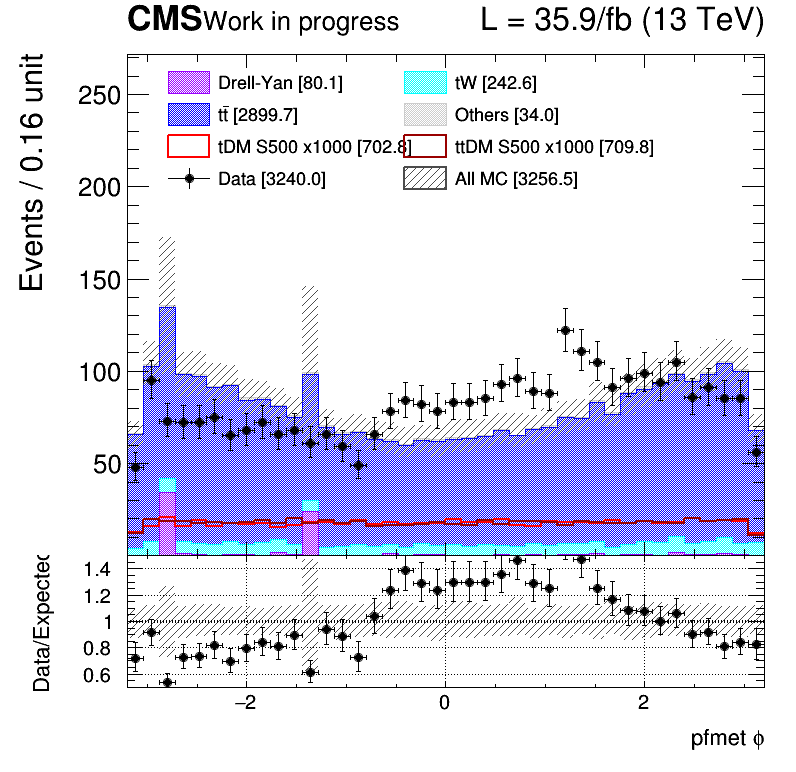 CMS Work in progress L = 35.9/fb (13 TeV)
Events / 0.16 unit
250
200
150
100
50
Drell-Yan [80.1]
tW [242.6]
tt̄ [2899.7]
Others [34.0]
tDM S500 x1000 [702.8]
ttDM S500 x1000 [709.8]
Data [3240.0]
All MC [3256.5]
Data/Expected
1.4
1.2
1
0.8
0.6
−2 0 2
pfmet ϕ